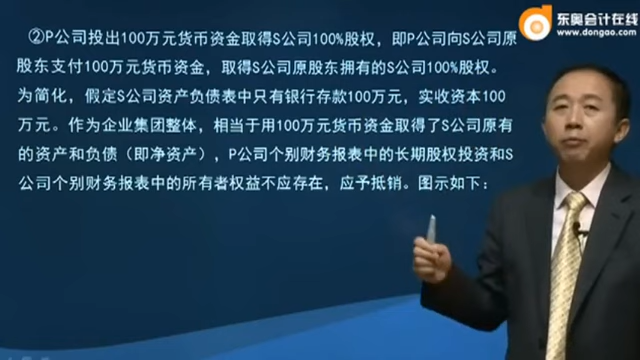 东奥会计在线
www.dongao.com
②P公司投出100万元货币资金取得S公司100%股权，即P公司向S公司原
股东支付100万元货币资金，取得S公司原股东拥有的S公司100%股权。
为简化，假定S公司资产负债表中只有银行存款100万元，实收资本100
万元。作为企业集团整体，相当于用100万元货币资金取得了S公司原有
的资产和负债（即净资产），P公司个别财务报表中的长期股权投资和S
公司个别财务报表中的所有者权益不应存在，应予抵销。图示如下：